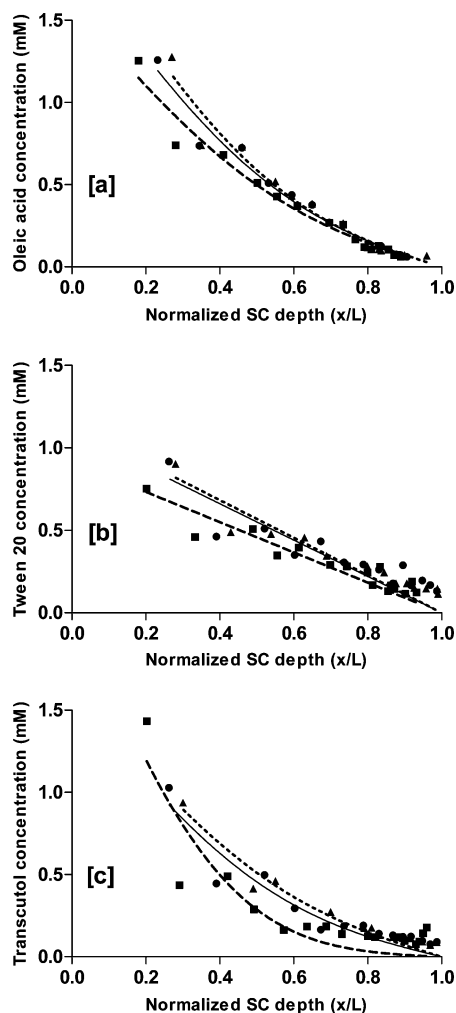 1.5
1.0
0.5
0.0
Oleic acid concentration (mM)
[a]
0.0 0.2 0.4 0.6 0.8 1.0
Normalized SC depth (x/L)
1.5
1.0
0.5
0.0
Tween 20 concentration (mM)
[b]
0.0 0.2 0.4 0.6 0.8 1.0
Normalized SC depth (x/L)
1.5
1.0
0.5
0.0
Transcutol concentration (mM)
[c]
0.0 0.2 0.4 0.6 0.8 1.0
Normalized SC depth (x/L)